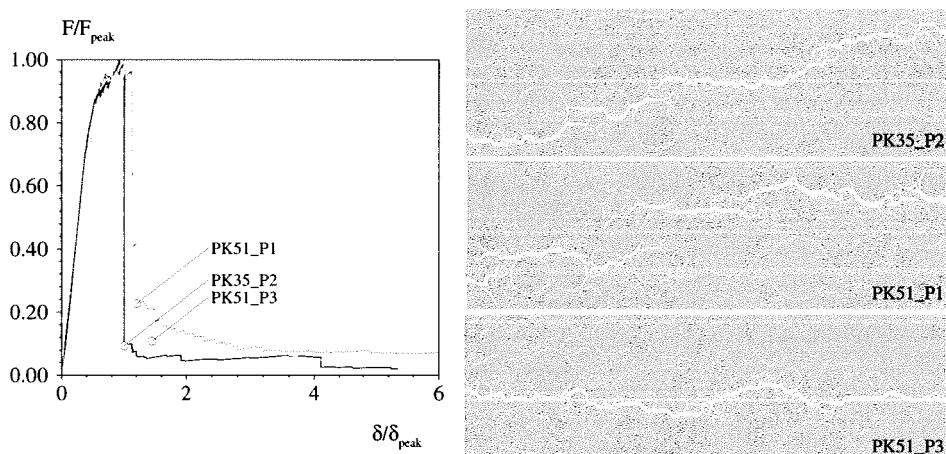 F/F_peak
1.00
0.80
0.60
0.40
0.20
0.00
0
2
4
6
δ/δ_peak
PK51_P1
PK35_P2
PK51_P3
PK35_P2
PK51_P1
PK51_P3